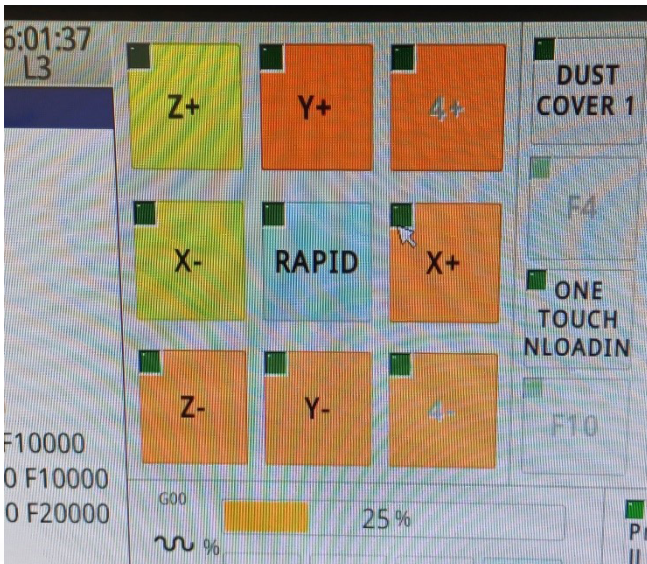 6:01:37
L3
Z+
Y+
4+
DUST
COVER 1
X-
RAPID
X+
F4
ONE
TOUCH
NLOADIN
Z-
Y-
4-
F10
F10000
0 F10000
0 F20000
G00
25 %
%